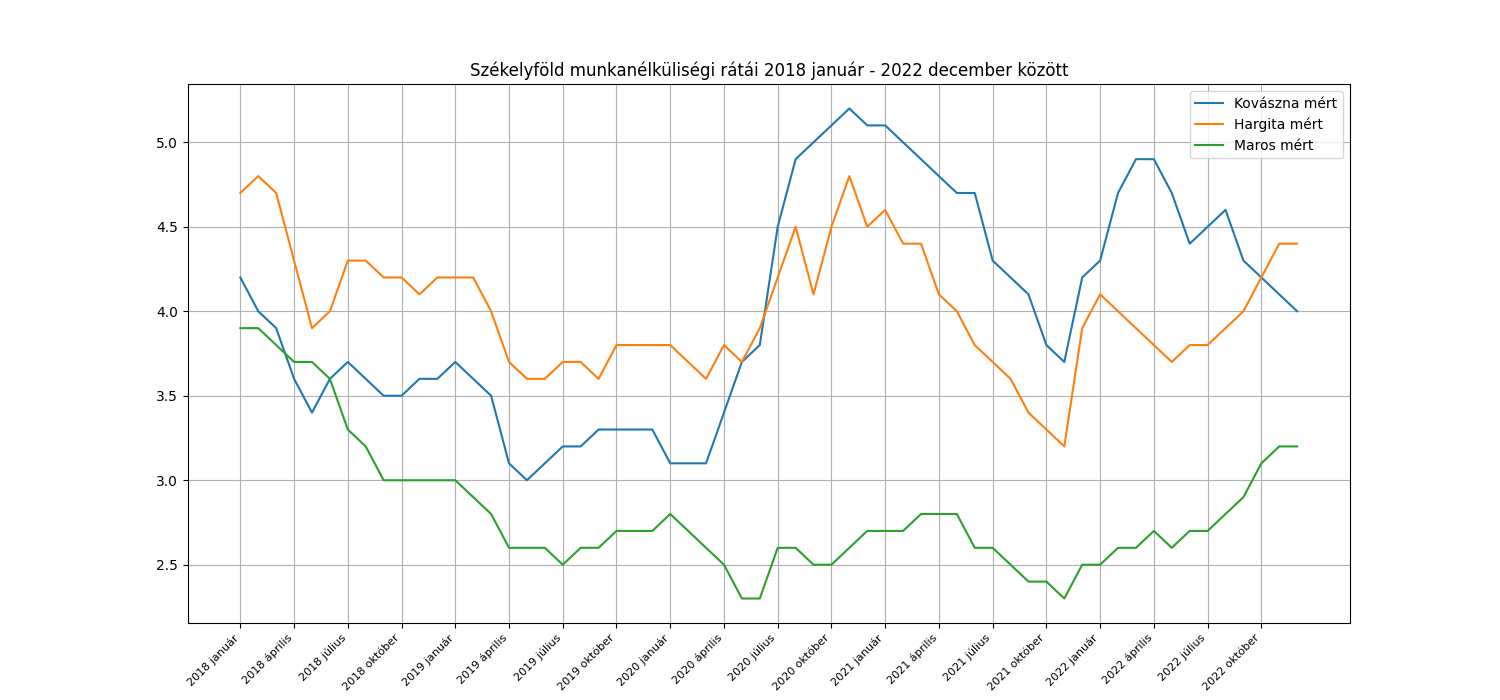 Székelyföld munkanélküliségi rátái 2018 január - 2022 december között
Kovászna mért
Hargita mért
Maros mért
5.0
4.5
4.0
3.5
3.0
2.5
2018 január
2018 április
2018 július
2018 október
2019 január
2019 április
2019 július
2019 október
2020 január
2020 április
2020 július
2020 október
2021 január
2021 április
2021 július
2021 október
2022 január
2022 április
2022 július
2022 október